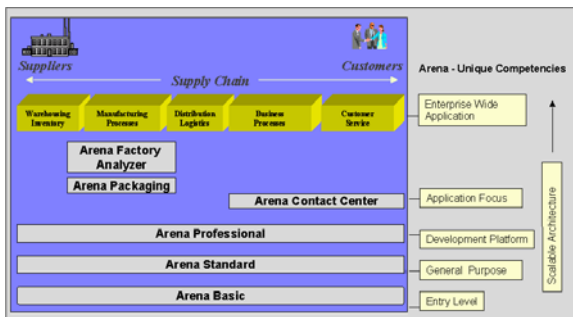 Suppliers
Customers
Supply Chain
Arena - Unique Competencies
Warehousing
Inventory
Manufacturing
Processes
Distribution
Logistics
Business
Processes
Customer
Service
Enterprise Wide
Application
Arena Factory
Analyzer
Arena Packaging
Arena Contact Center
Application Focus
Arena Professional
Development Platform
Arena Standard
General Purpose
Arena Basic
Entry Level
Scalable Architecture